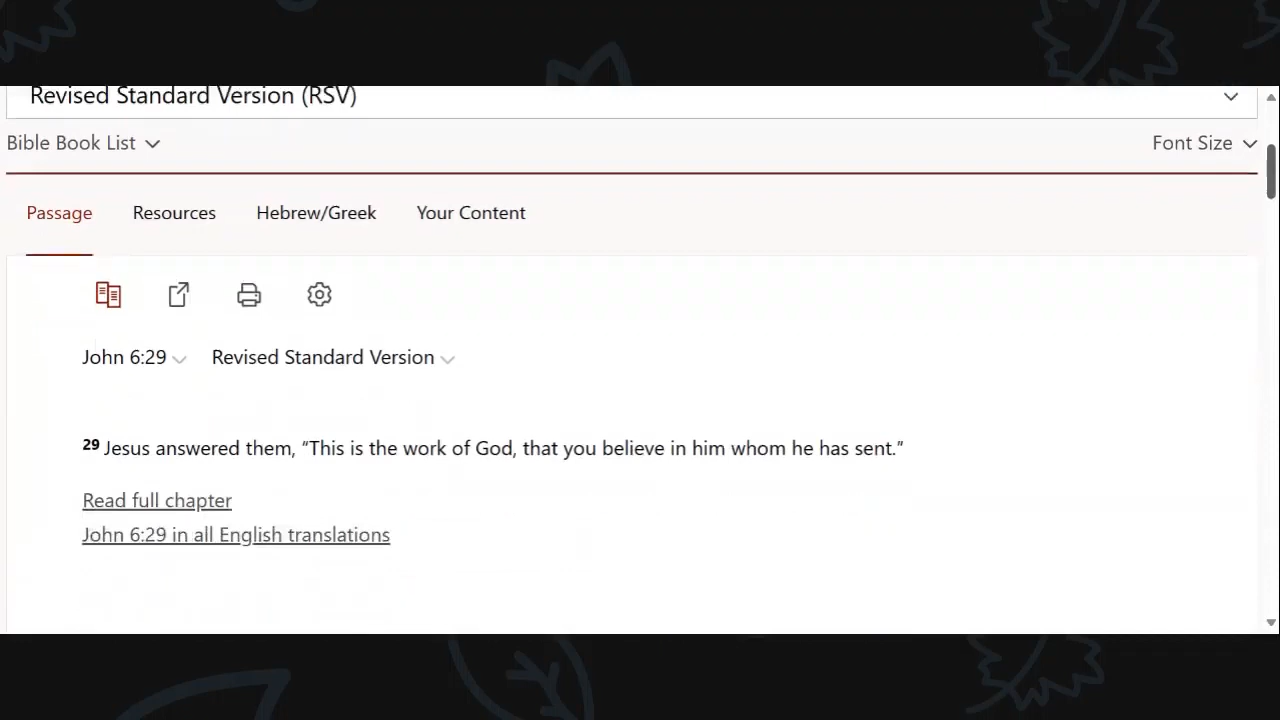 Revised Standard Version (RSV)
Bible Book List Font Size
Passage Resources Hebrew/Greek Your Content
John 6:29 Revised Standard Version
29 Jesus answered them, “This is the work of God, that you believe in him whom he has sent.”
Read full chapter
John 6:29 in all English translations